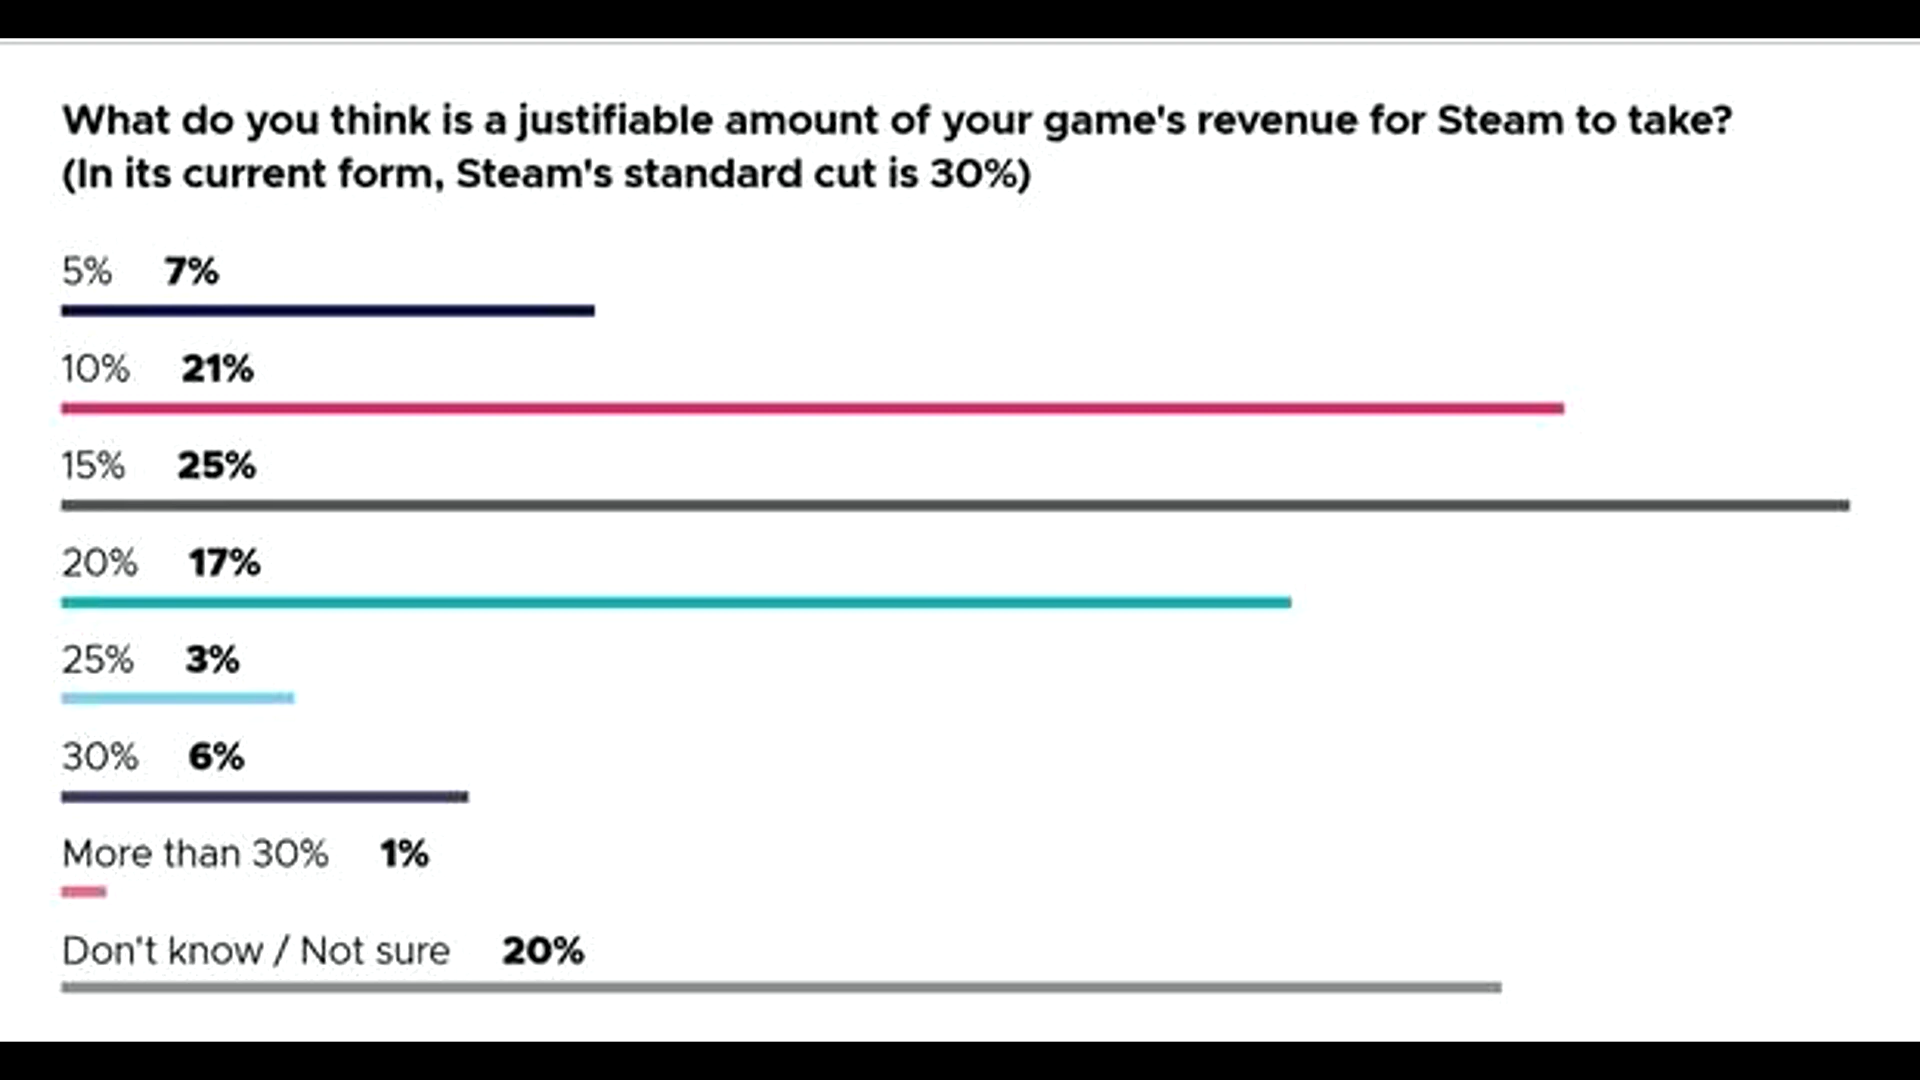 What do you think is a justifiable amount of your game's revenue for Steam to take?
(In its current form, Steam's standard cut is 30%)
5% 7%
10% 21%
15% 25%
20% 17%
25% 3%
30% 6%
More than 30% 1%
Don't know / Not sure 20%